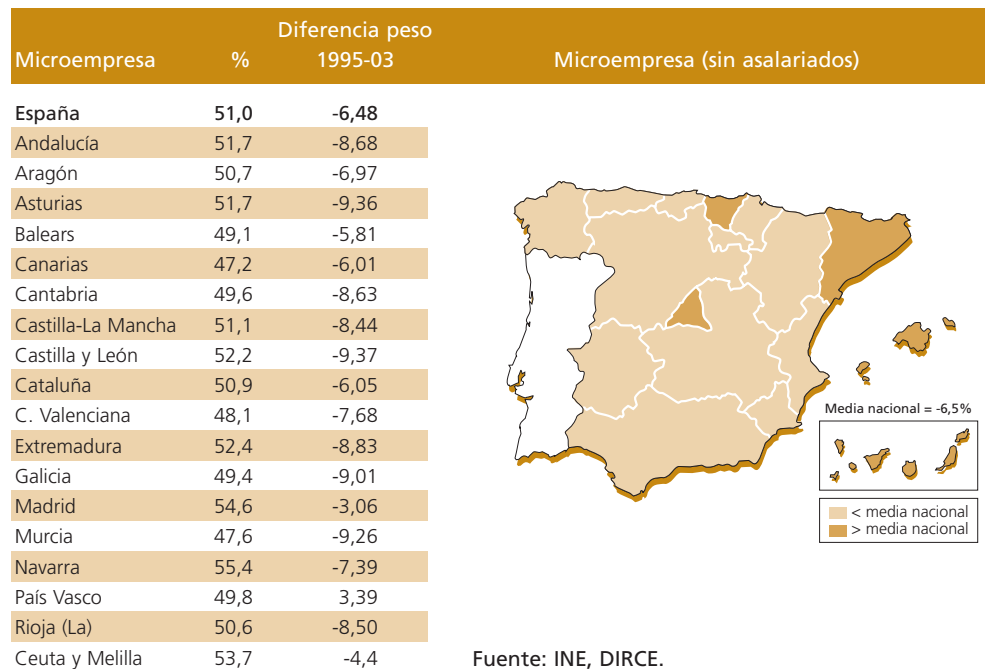 Diferencia peso
Microempresa % 1995-03 Microempresa (sin asalariados)
España 51,0 -6,48
Andalucía 51,7 -8,68
Aragón 50,7 -6,97
Asturias 51,7 -9,36
Balears 49,1 -5,81
Canarias 47,2 -6,01
Cantabria 49,6 -8,63
Castilla-La Mancha 51,1 -8,44
Castilla y León 52,2 -9,37
Cataluña 50,9 -6,05
C. Valenciana 48,1 -7,68
Extremadura 52,4 -8,83
Galicia 49,4 -9,01
Madrid 54,6 -3,06
Murcia 47,6 -9,26
Navarra 55,4 -7,39
País Vasco 49,8 3,39
Rioja (La) 50,6 -8,50
Ceuta y Melilla 53,7 -4,4
Media nacional = -6,5%
< media nacional
> media nacional
Fuente: INE, DIRCE.